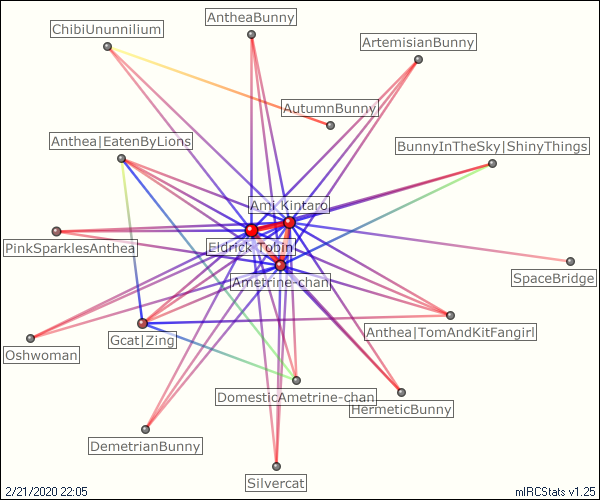 AntheaBunny
ChibiUnunnilium
ArtemisianBunny
AutumnBunny
Anthea|EatenByLions
BunnyInTheSky|ShinyThings
Ami Kintaro
PinkSparklesAnthea
Eldrick Tobin
SpaceBridge
Ametrine-chan
Anthea|TomAndKitFangirl
Gcat|Zing
Oshwoman
DomesticAmetrine-chan
HermeticBunny
DemetrianBunny
Silvercat
2/21/2020 22:05
mIRCStats v1.25